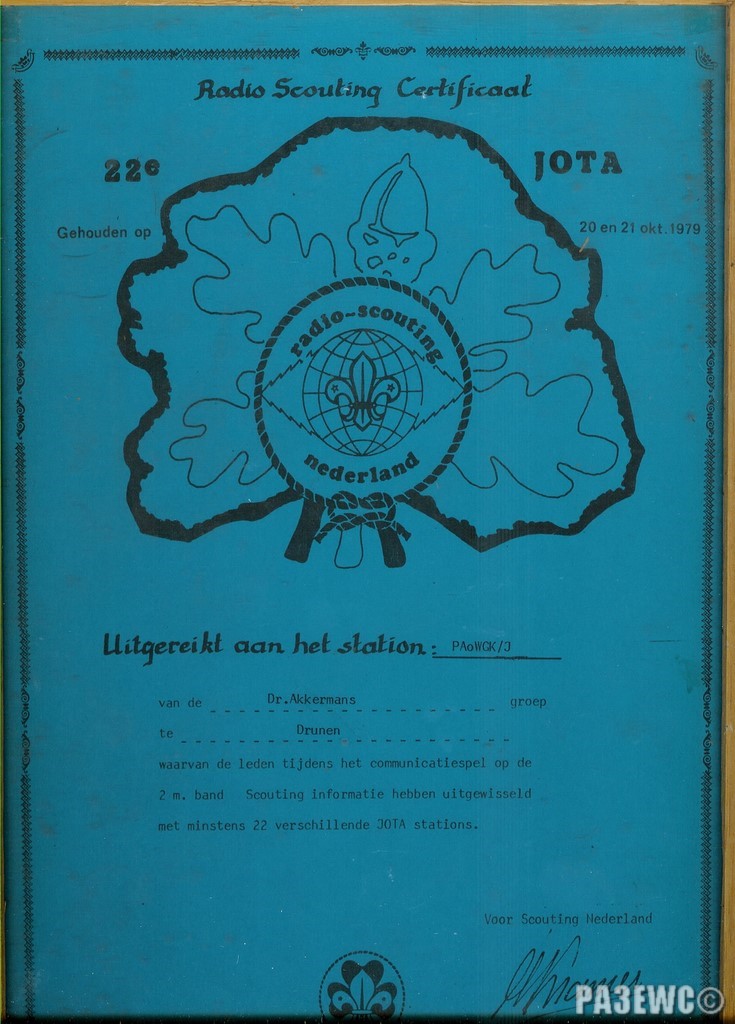 Radio Scouting Certificaat
22e JOTA
Gehouden op 20 en 21 okt. 1979
radio-scouting
nederland
Uitgereikt aan het station: PAoWGK/J
van de Dr.Akkermans groep
te Drunen
waarvan de leden tijdens het communicatiespel op de
2 m. band Scouting informatie hebben uitgewisseld
met minstens 22 verschillende JOTA stations.
Voor Scouting Nederland
PA3EWC©